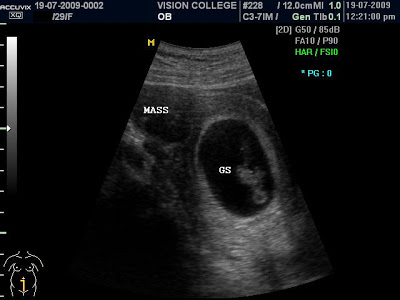 ACCUVIX 19-07-2009-0002 VISION COLLEGE #228 / 12.0cm MI 1.0 19-07-2009
XQ /29/F OB C3-7IM / Gen TIb 0.1 12:21:00 pm
[2D] G50 / 85dB
FA10 / P90
HAR / FSI0
* PG : 0
M
MASS
GS